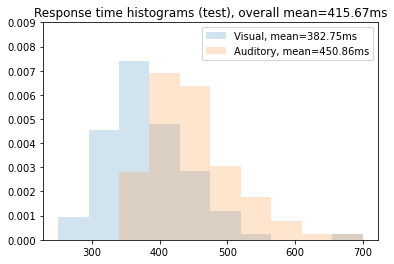 Response time histograms (test), overall mean=415.67ms
Visual, mean=382.75ms
Auditory, mean=450.86ms
0.009
0.008
0.007
0.006
0.005
0.004
0.003
0.002
0.001
0.000
300 400 500 600 700